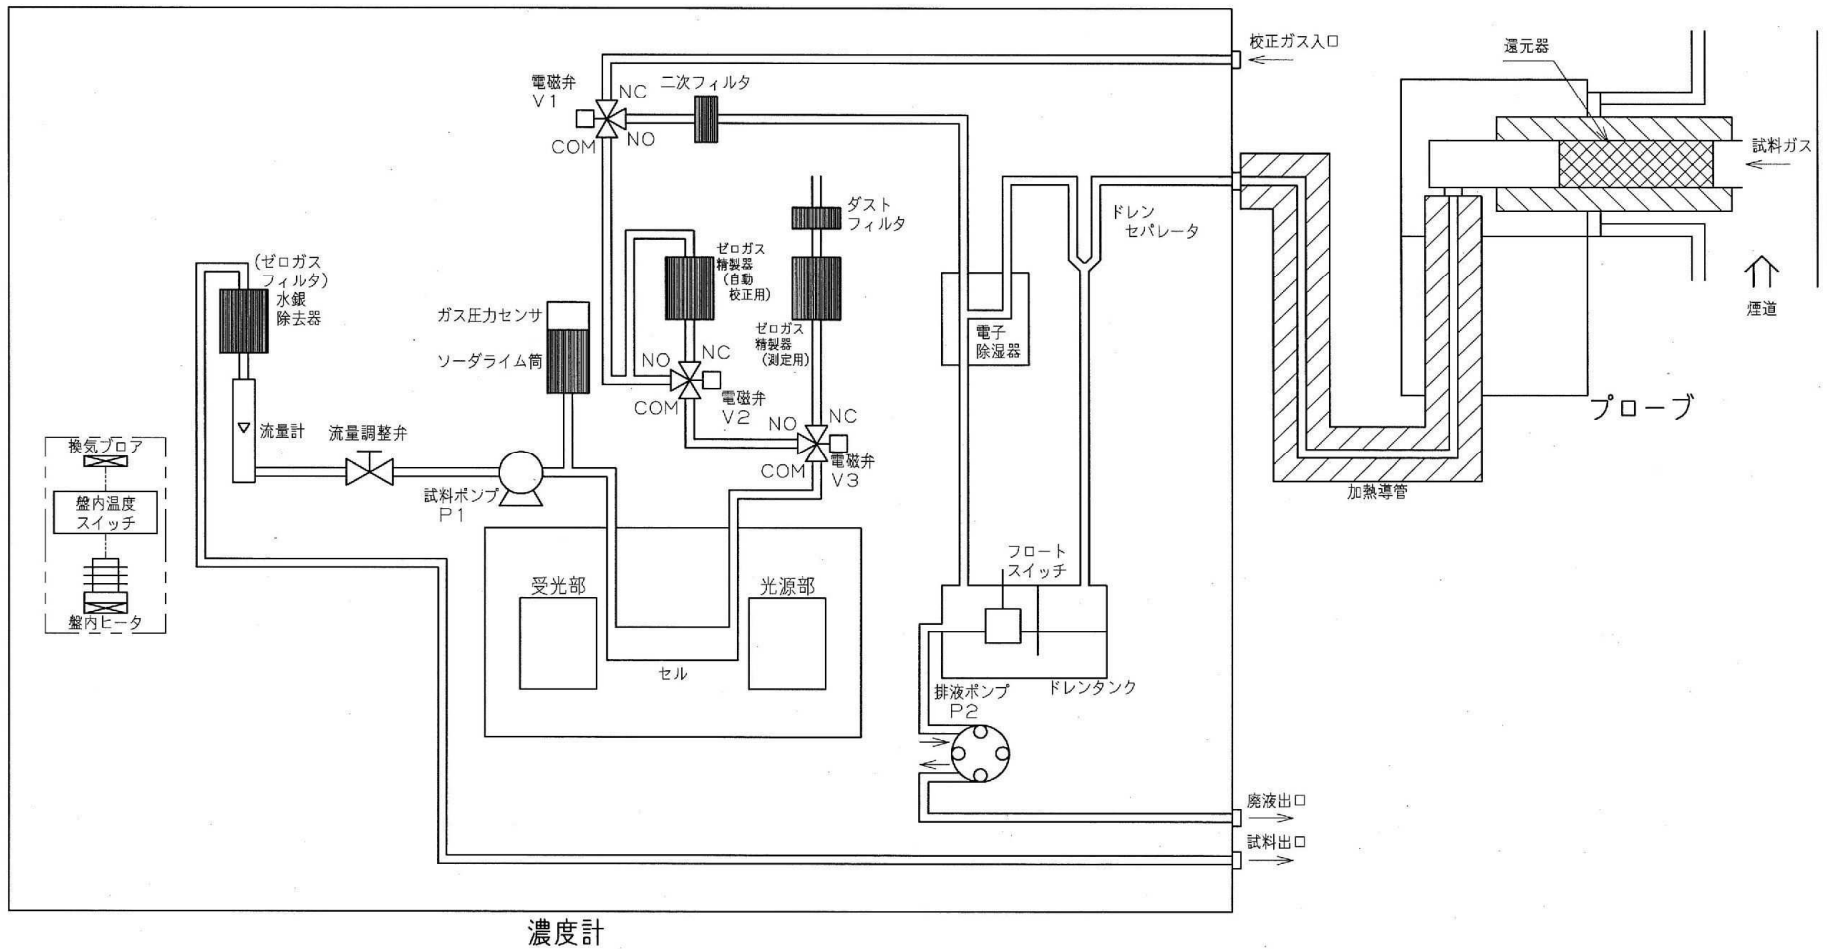 校正ガス入口
還元器
試料ガス
煙道
プローブ
加熱導管
電磁弁
V1
NC
NO
COM
二次フィルタ
ダスト
フィルタ
ドレン
セパレータ
(ゼロガス
フィルタ)
水銀
除去器
ガス圧力センサ
ソーダライム筒
ゼロガス
精製器
(自動
校正用)
ゼロガス
精製器
(測定用)
NO
NC
COM
電磁弁
V2
NO
NC
COM
電磁弁
V3
電子
除湿器
流量計
流量調整弁
試料ポンプ
P1
換気ブロア
盤内温度
スイッチ
盤内ヒータ
受光部
光源部
セル
フロート
スイッチ
排液ポンプ
P2
ドレンタンク
廃液出口
試料出口
濃度計